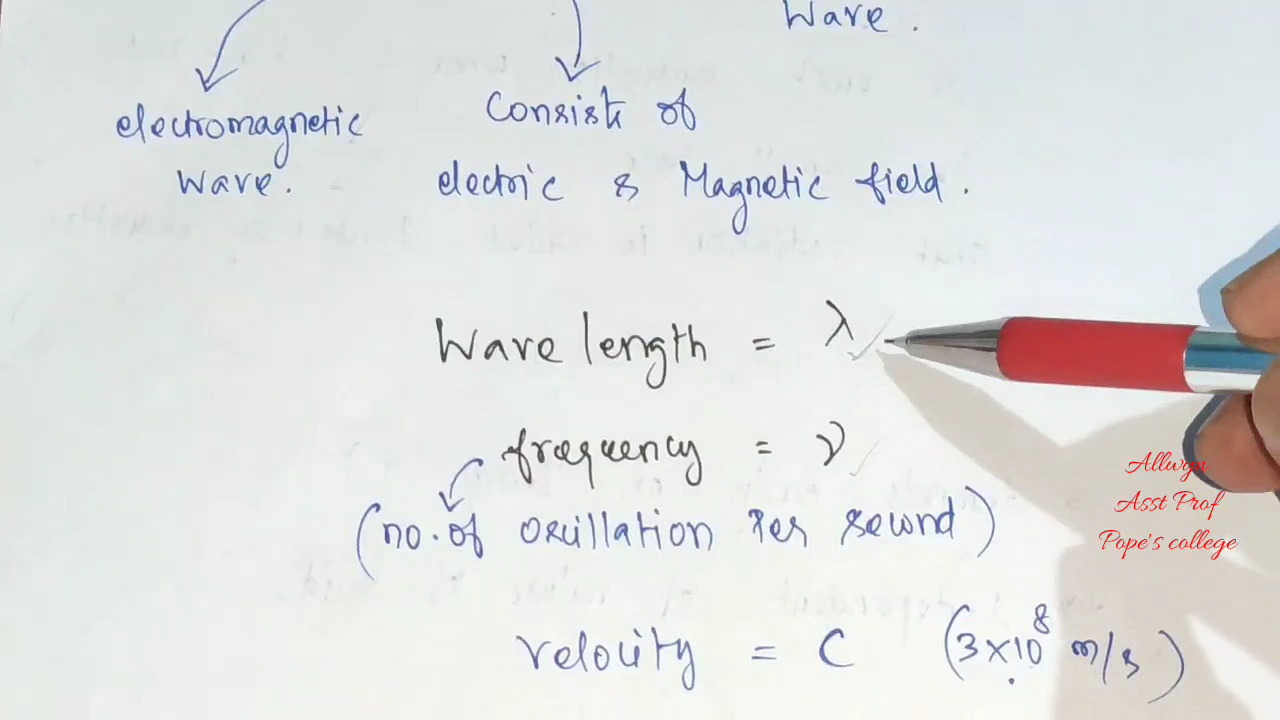 Wave.
electromagnetic
wave.
Consists of
electric & Magnetic field.
Wave length = λ
frequency = ν
(no. of oscillation per second)
velocity = C (3×10⁸ m/s)
Allwyn
Asst Prof
Pope's college